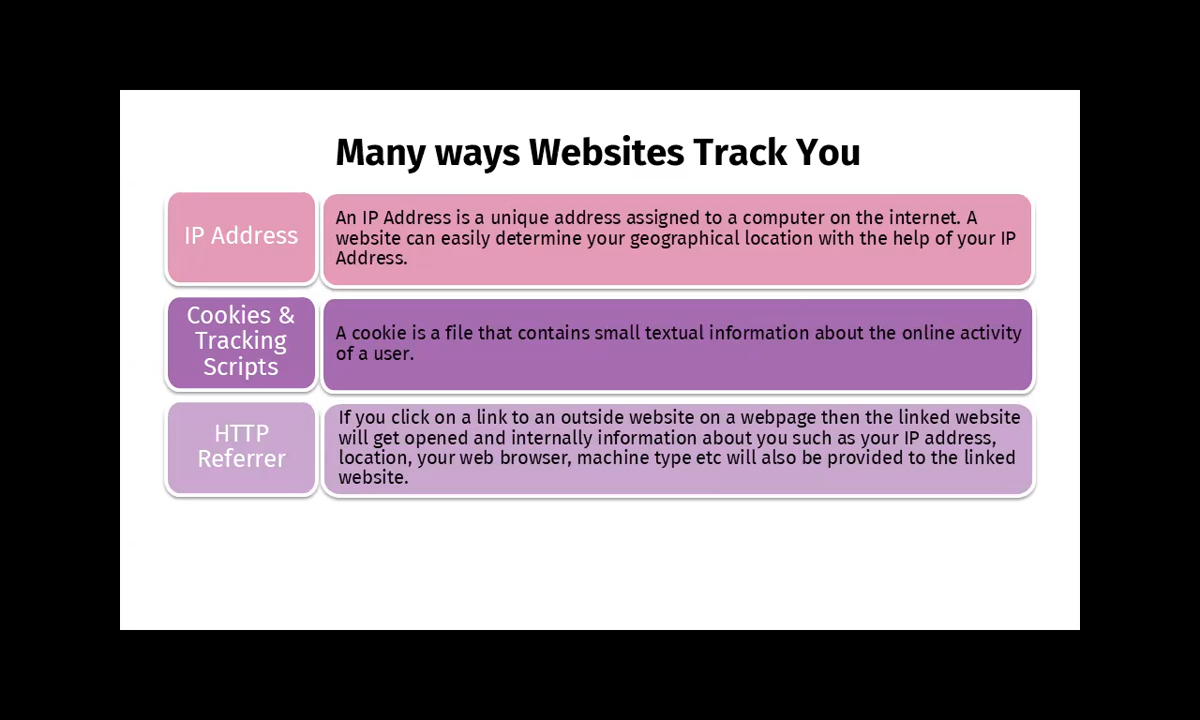 Many ways Websites Track You
IP Address
An IP Address is a unique address assigned to a computer on the internet. A
website can easily determine your geographical location with the help of your IP
Address.
Cookies &
Tracking
Scripts
A cookie is a file that contains small textual information about the online activity
of a user.
HTTP
Referrer
If you click on a link to an outside website on a webpage then the linked website
will get opened and internally information about you such as your IP address,
location, your web browser, machine type etc will also be provided to the linked
website.